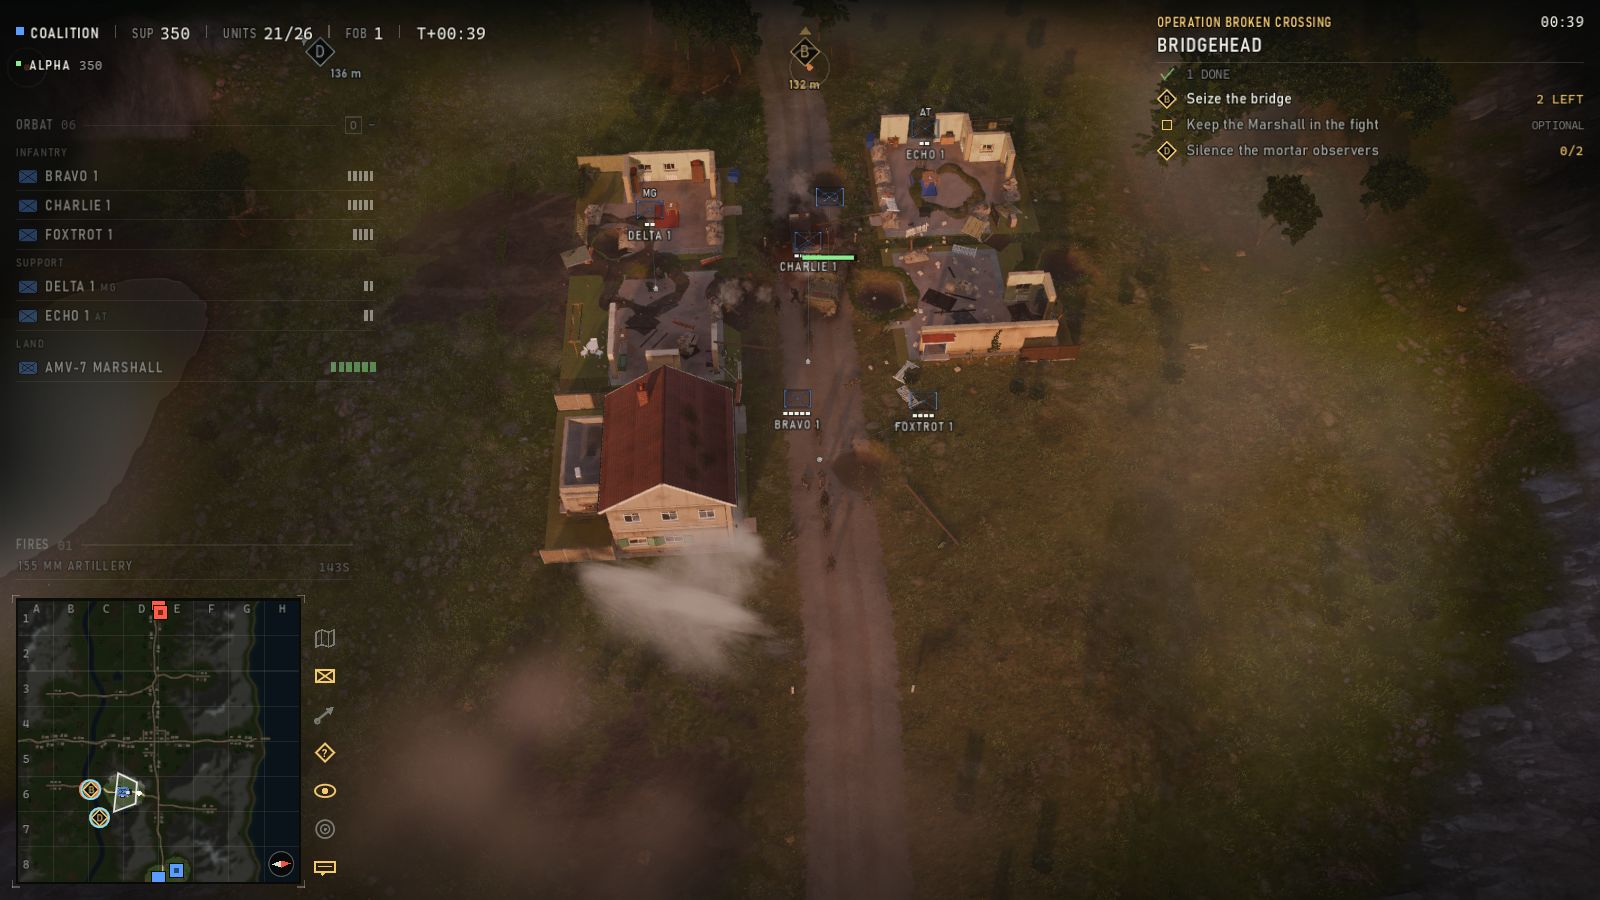 COALITION SUP 350 UNITS 21/26 FOB 1 T+00:39
ALPHA 350
D
136 m
B
132 m
OPERATION BROKEN CROSSING 00:39
BRIDGEHEAD
1 DONE
B Seize the bridge 2 LEFT
Keep the Marshall in the fight OPTIONAL
D Silence the mortar observers 0/2
ORBAT 06 D
INFANTRY
BRAVO 1
CHARLIE 1
FOXTROT 1
SUPPORT
DELTA 1 MG
ECHO 1 AT
LAND
AMV-7 MARSHALL
AT
ECHO 1
MG
DELTA 1
CHARLIE 1
BRAVO 1
FOXTROT 1
FIRES 01
155 MM ARTILLERY 143S
A B C D E F G H
1
2
3
4
5
6
7
8
B
D
?